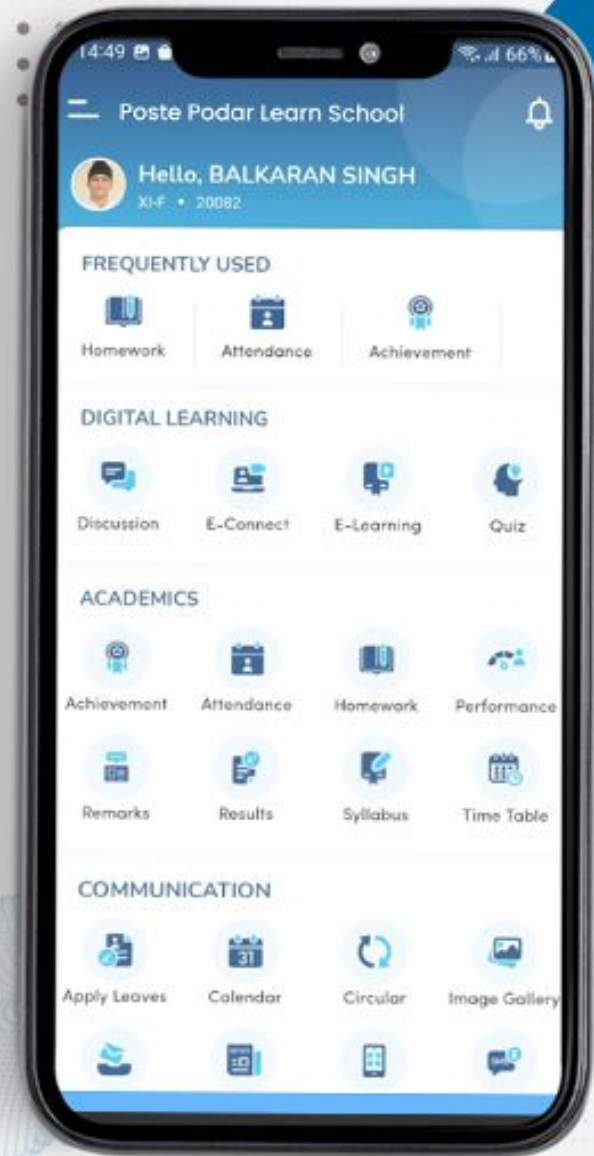 14:49 66%
Poste Podar Learn School
Hello, BALKARAN SINGH
XI-F • 20082
FREQUENTLY USED
Homework Attendance Achievement
DIGITAL LEARNING
Discussion E-Connect E-Learning Quiz
ACADEMICS
Achievement Attendance Homework Performance
Remarks Results Syllabus Time Table
COMMUNICATION
31
Apply Leaves Calendar Circular Image Gallery